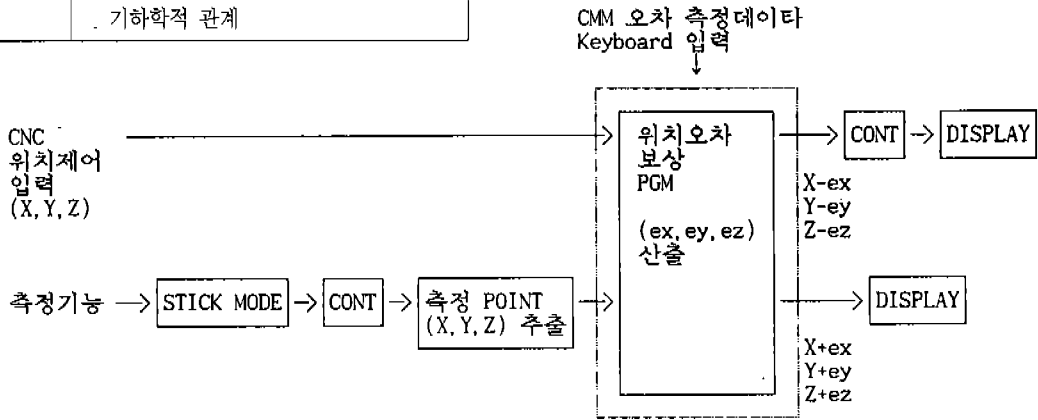 기하학적 관계
CMM 오차 측정데이타
Keyboard 입력
CNC
위치제어
입력
(X,Y,Z)
위치오차
보상
PGM
(ex,ey,ez)
산출
CONT
DISPLAY
X-ex
Y-ey
Z-ez
측정기능
STICK MODE
CONT
측정 POINT
(X,Y,Z) 추출
DISPLAY
X+ex
Y+ey
Z+ez